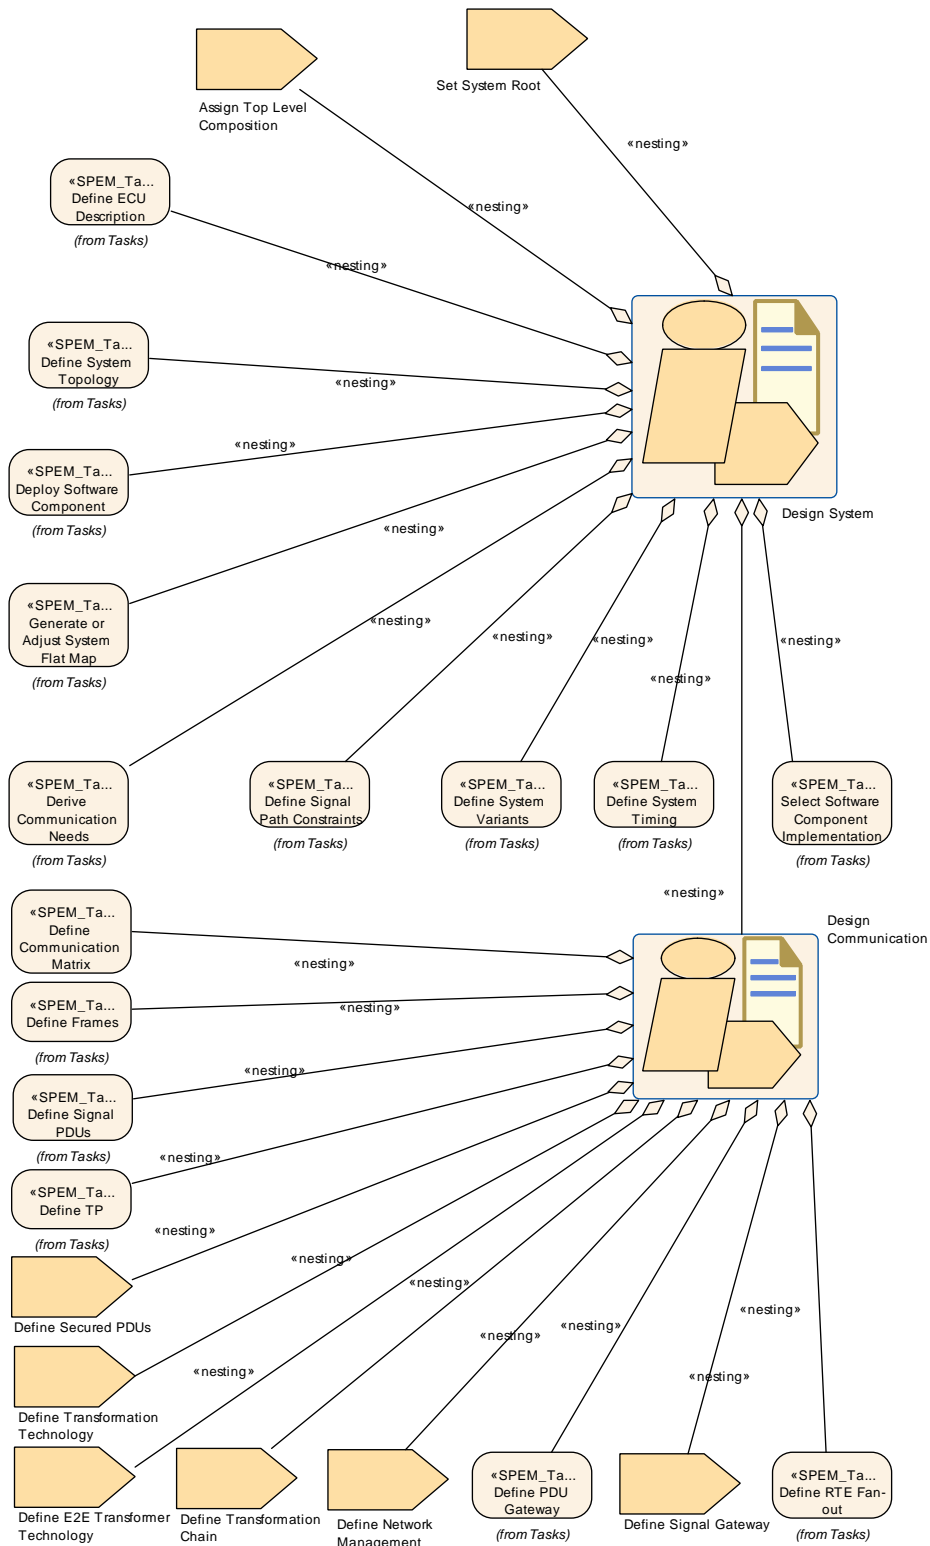 Set System Root
Assign Top Level
Composition
«nesting»
«SPEM_Ta...
Define ECU
Description
(from Tasks)
«nesting»
«nesting»
«SPEM_Ta...
Define System
Topology
(from Tasks)
«nesting»
«nesting»
«SPEM_Ta...
Deploy Software
Component
(from Tasks)
Design System
«nesting»
«SPEM_Ta...
Generate or
Adjust System
Flat Map
(from Tasks)
«nesting»
«nesting»
«nesting»
«nesting»
«nesting»
«SPEM_Ta...
Derive
Communication
Needs
(from Tasks)
«SPEM_Ta...
Define Signal
Path Constraints
(from Tasks)
«SPEM_Ta...
Define System
Variants
(from Tasks)
«SPEM_Ta...
Define System
Timing
(from Tasks)
«SPEM_Ta...
Select Software
Component
Implementation
(from Tasks)
«nesting»
Design
Communication
«SPEM_Ta...
Define
Communication
Matrix
«nesting»
«SPEM_Ta...
Define Frames
(from Tasks)
«nesting»
«SPEM_Ta...
Define Signal
PDUs
(from Tasks)
«nesting»
«SPEM_Ta...
Define TP
(from Tasks)
«nesting»
«nesting»
Define Secured PDUs
«nesting»
«nesting»
«nesting»
«nesting»
«nesting»
«nesting»
«nesting»
Define Transformation
Technology
Define E2E Transformer
Technology
Define Transformation
Chain
Define Network
Management
«SPEM_Ta...
Define PDU
Gateway
(from Tasks)
Define Signal Gateway
«SPEM_Ta...
Define RTE Fan-
out
(from Tasks)